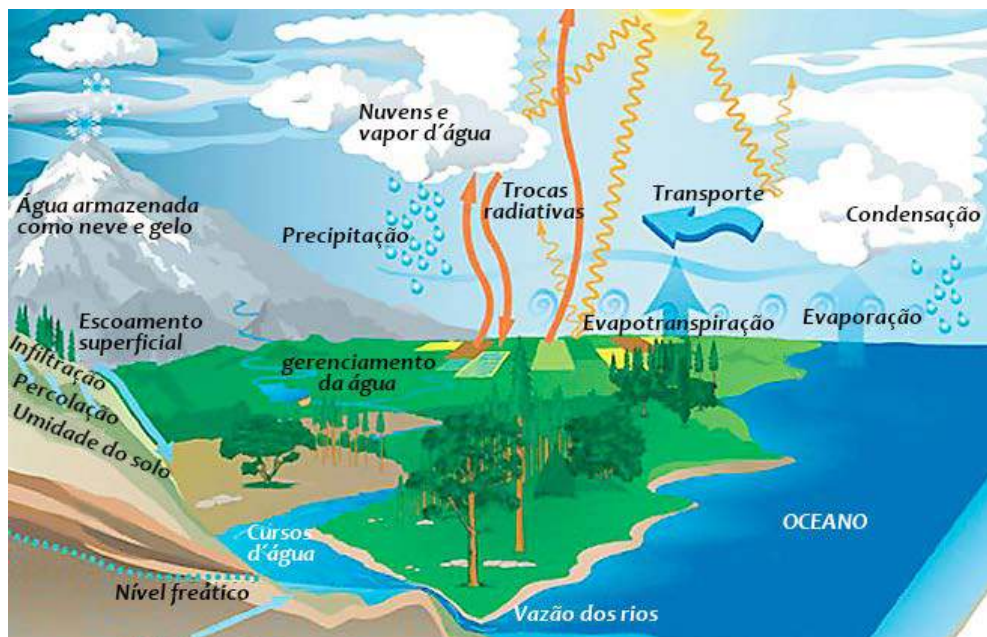 Nuvens e
vapor d´água
Água armazenada
como neve e gelo
Precipitação
Trocas
radiativas
Transporte
Condensação
Escoamento
superficial
Evapotranspiração
Evaporação
Infiltração
Percolação
Umidade do solo
gerenciamento
da água
Cursos
d´água
OCEANO
Nível freático
Vazão dos rios